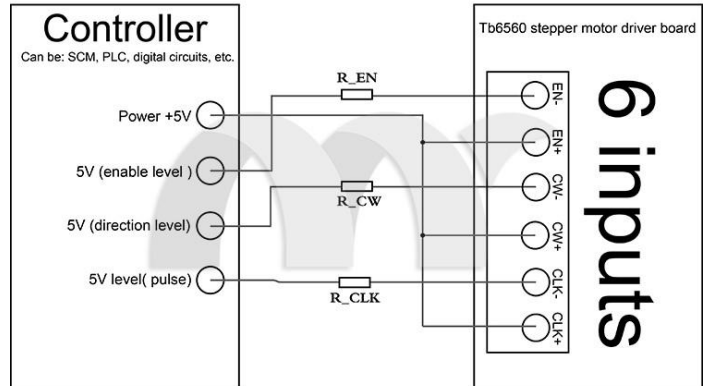 Controller
Can be: SCM, PLC, digital circuits, etc.
Power +5V
5V (enable level )
5V (direction level)
5V level( pulse)
R_EN
R_CW
R_CLK
Tb6560 stepper motor driver board
EN-
EN+
CW-
CW+
CLK-
CLK+
6 inputs